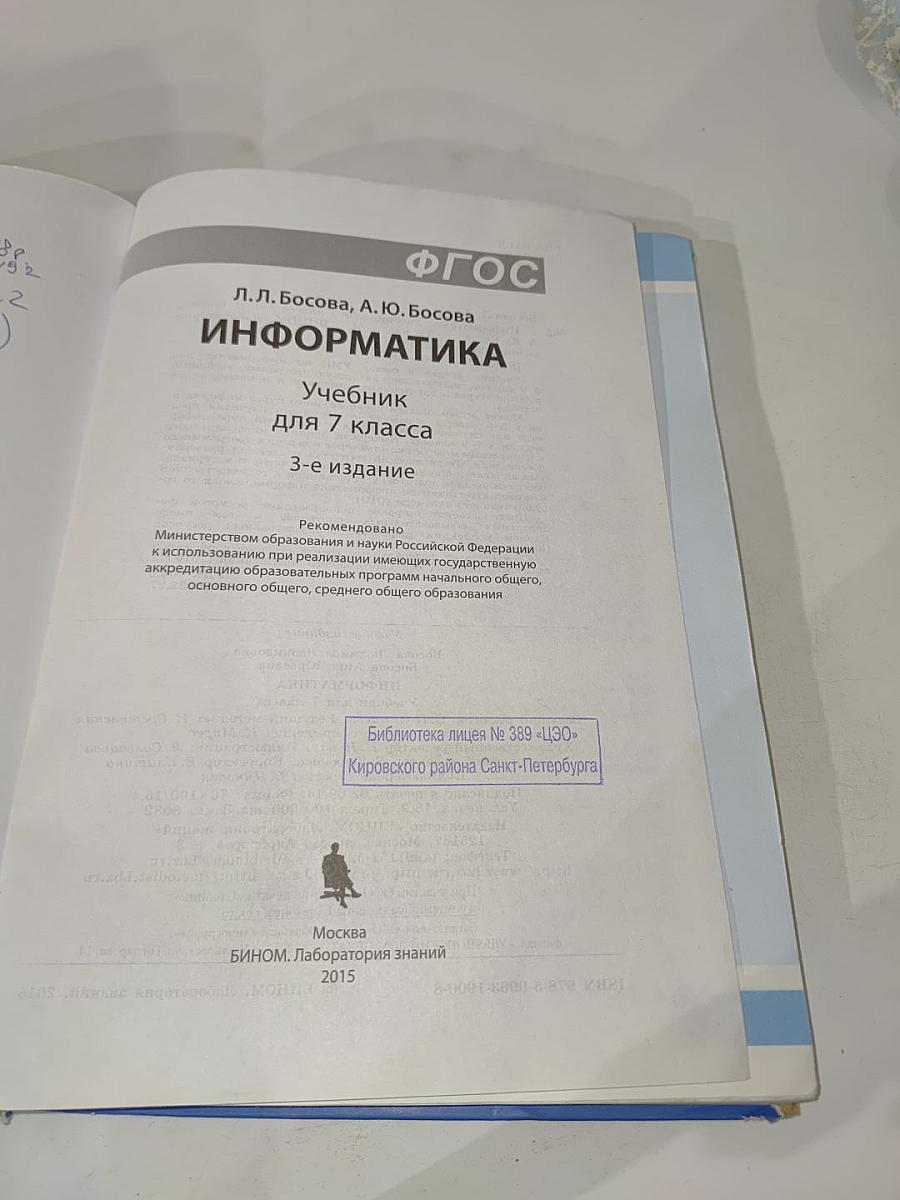 ФГОС
Л. Л. Босова, А. Ю. Босова
ИНФОРМАТИКА
Учебник
для 7 класса
3-е издание
Рекомендовано
Министерством образования и науки Российской Федерации
к использованию при реализации имеющих государственную
аккредитацию образовательных программ начального общего,
основного общего, среднего общего образования
Библиотека лицея № 389 «ЦЭО»
Кировского района Санкт-Петербурга
Москва
БИНОМ. Лаборатория знаний
2015